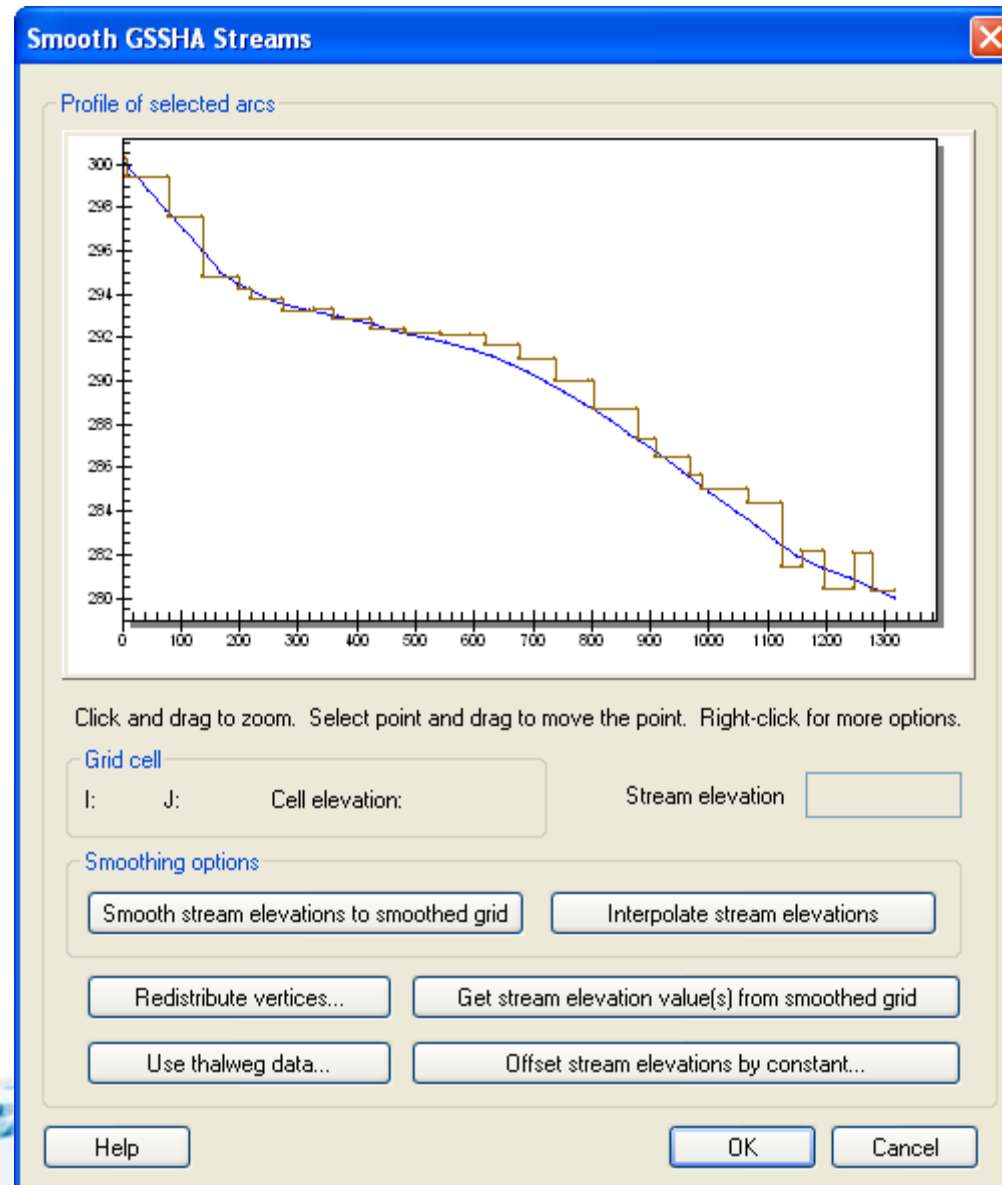 Smooth GSSHA Streams
Profile of selected arcs
300
298
296
294
292
290
288
286
284
282
280
0 100 200 300 400 500 600 700 800 900 1000 1100 1200 1300
Click and drag to zoom. Select point and drag to move the point. Right-click for more options.
Grid cell
I: J: Cell elevation:
Stream elevation
Smoothing options
Smooth stream elevations to smoothed grid
Interpolate stream elevations
Redistribute vertices...
Get stream elevation value(s) from smoothed grid
Use thalweg data...
Offset stream elevations by constant...
Help
OK
Cancel